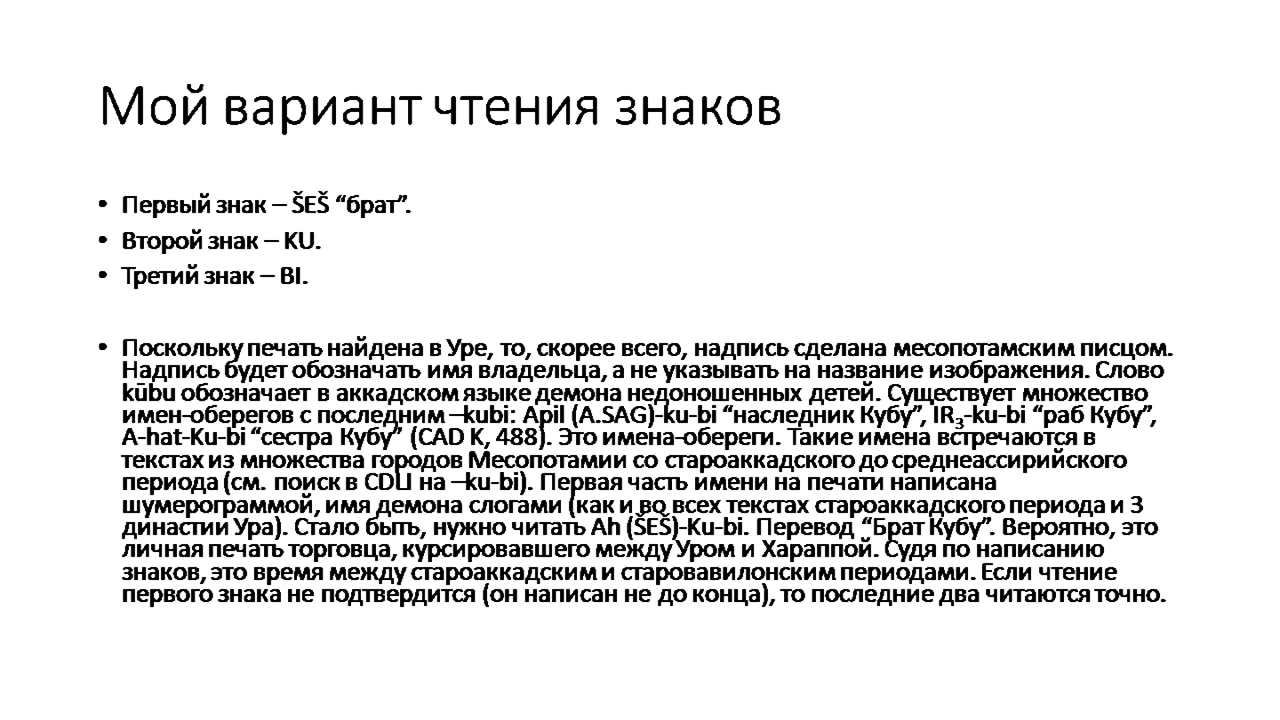 Мой вариант чтения знаков
• Первый знак – ŠEŠ “брат”.
• Второй знак – KU.
• Третий знак – BI.
• Поскольку печать найдена в Уре, то, скорее всего, надпись сделана месопотамским писцом.
Надпись будет обозначать имя владельца, а не указывать на название изображения. Слово
kūbu обозначает в аккадском языке демона недоношенных детей. Существует множество
имен-оберегов с последним –kubi: Apil (A.SAG)-ku-bi “наследник Кубу”, IR₃-ku-bi “раб Кубу”,
A-hat-Ku-bi “сестра Кубу” (CAD K, 488). Это имена-обереги. Такие имена встречаются в
текстах из множества городов Месопотамии со староаккадского до среднеассирийского
периода (см. поиск в CDLI на –ku-bi). Первая часть имени на печати написана
шумерограммой, имя демона слогами (как и во всех текстах староаккадского периода и 3
династии Ура). Стало быть, нужно читать Ah (ŠEŠ)-Ku-bi. Перевод “Брат Кубу”. Вероятно, это
личная печать торговца, курсировавшего между Уром и Хараппой. Судя по написанию
знаков, это время между староаккадским и старовавилонским периодами. Если чтение
первого знака не подтвердится (он написан не до конца), то последние два читаются точно.